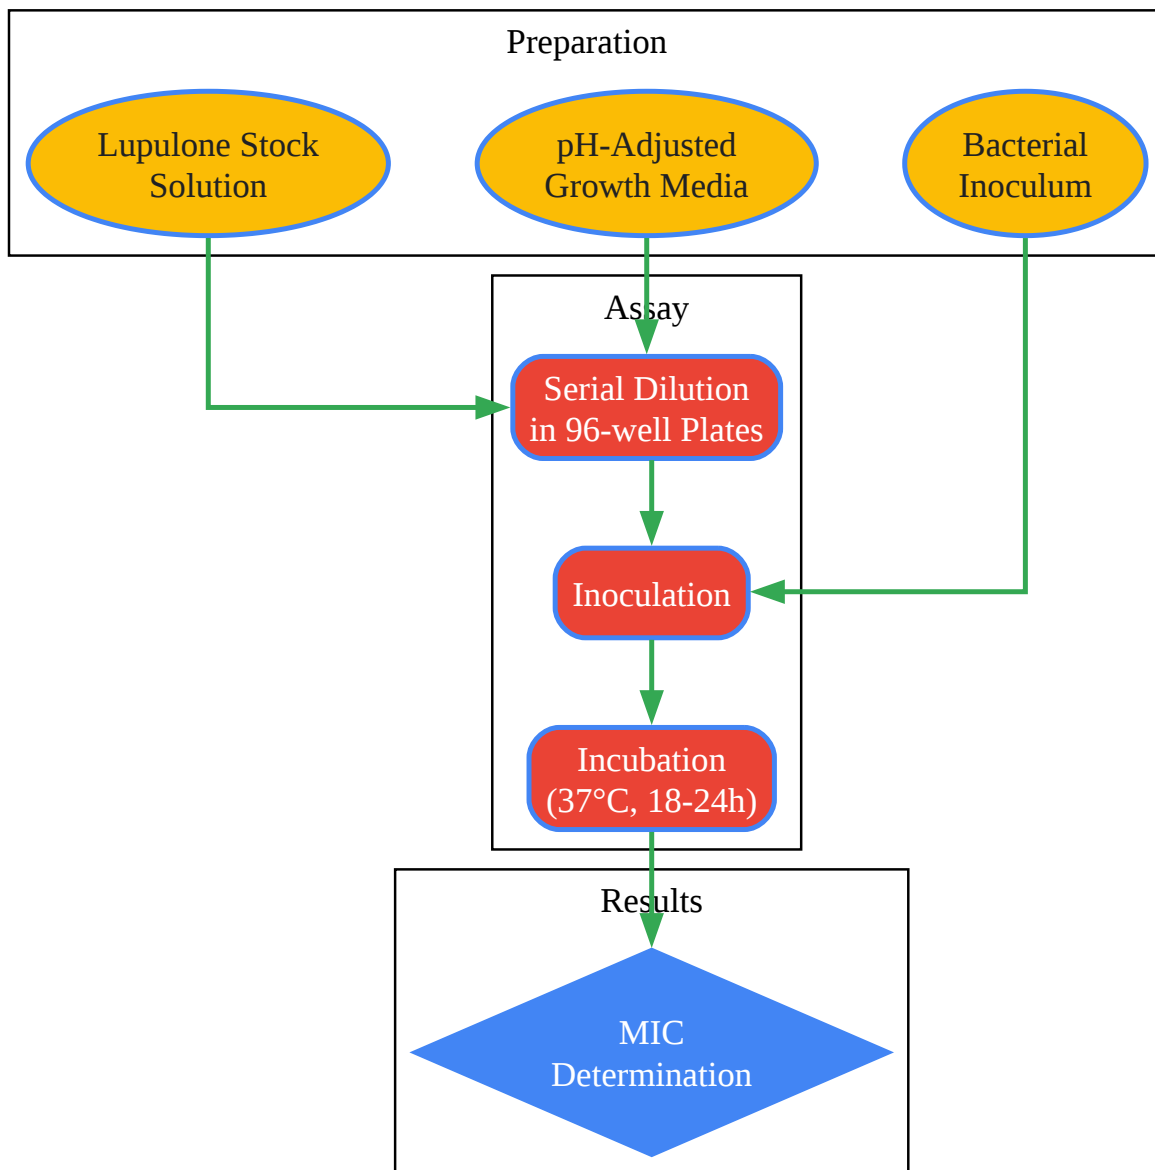 Preparation
Lupulone Stock
Solution
pH-Adjusted
Growth Media
Bacterial
Inoculum
Assay
Serial Dilution
in 96-well Plates
Inoculation
Incubation
(37°C, 18-24h)
Results
MIC
Determination